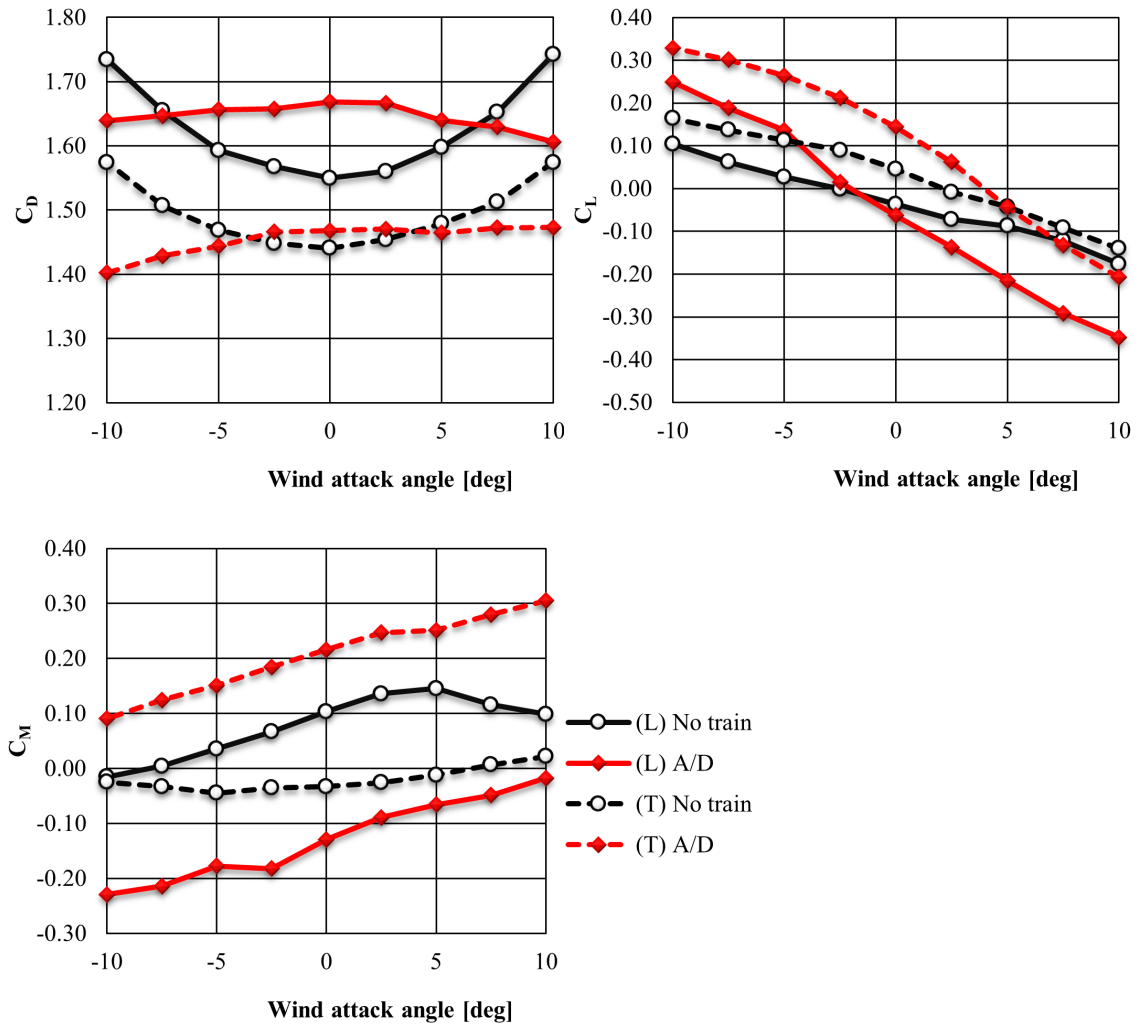 1.80
1.70
1.60
1.50
1.40
1.30
1.20
C_D
-10 -5 0 5 10
Wind attack angle [deg]
0.40
0.30
0.20
0.10
0.00
-0.10
-0.20
-0.30
-0.40
-0.50
C_L
-10 -5 0 5 10
Wind attack angle [deg]
0.40
0.30
0.20
0.10
0.00
-0.10
-0.20
-0.30
C_M
-10 -5 0 5 10
Wind attack angle [deg]
(L) No train
(L) A/D
(T) No train
(T) A/D